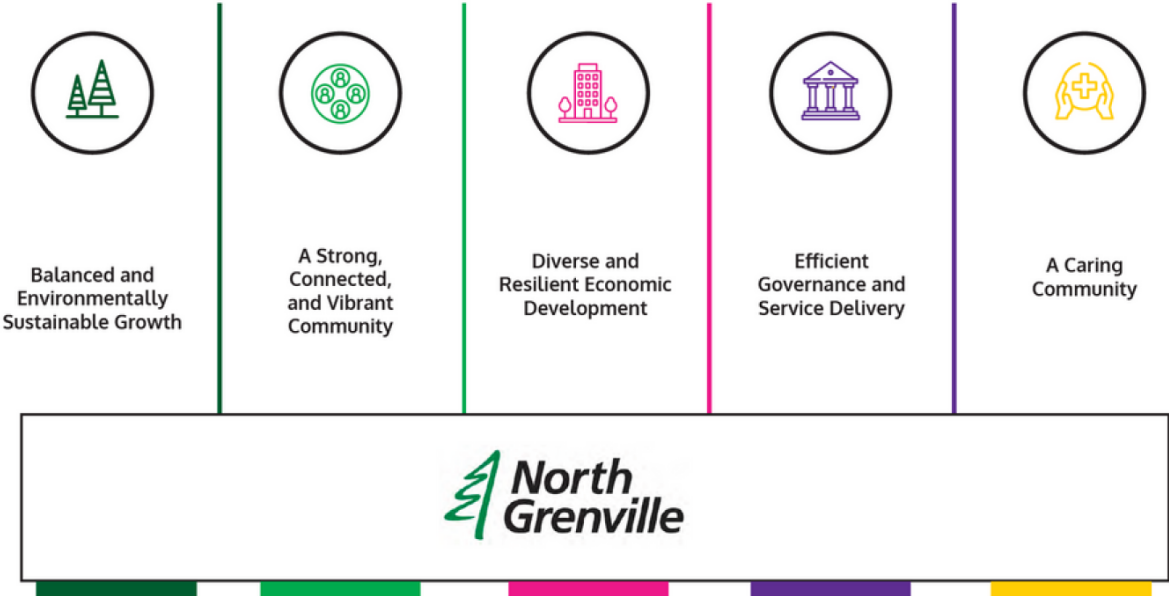 Balanced and
Environmentally
Sustainable Growth
A Strong,
Connected,
and Vibrant
Community
Diverse and
Resilient Economic
Development
Efficient
Governance and
Service Delivery
A Caring
Community
North
Grenville